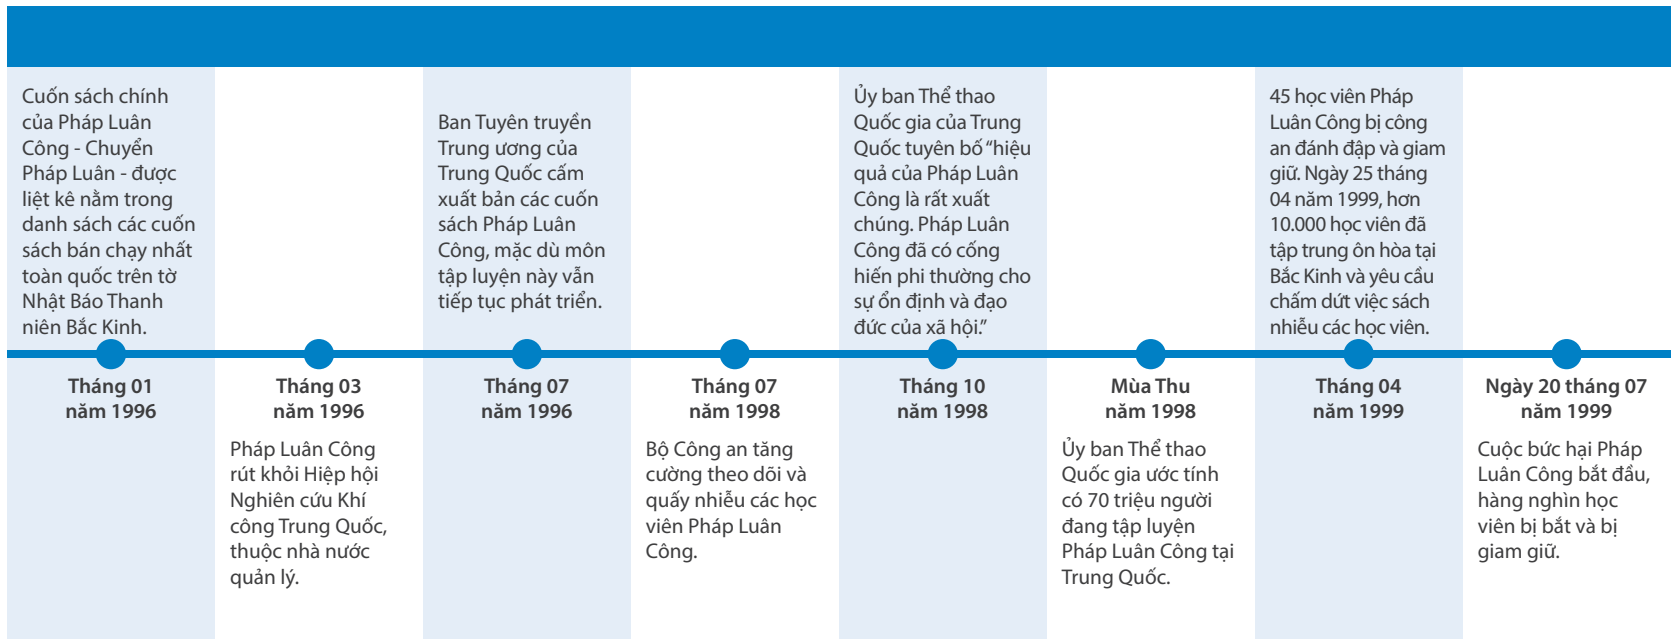 Cuốn sách chính
của Pháp Luân
Công - Chuyển
Pháp Luân - được
liệt kê nằm trong
danh sách các cuốn
sách bán chạy nhất
toàn quốc trên tờ
Nhật Báo Thanh
niên Bắc Kinh.
Tháng 01
năm 1996
Tháng 03
năm 1996
Pháp Luân Công
rút khỏi Hiệp hội
Nghiên cứu Khí
công Trung Quốc,
thuộc nhà nước
quản lý.
Ban Tuyên truyền
Trung ương của
Trung Quốc cấm
xuất bản các cuốn
sách Pháp Luân
Công, mặc dù môn
tập luyện này vẫn
tiếp tục phát triển.
Tháng 07
năm 1996
Tháng 07
năm 1998
Bộ Công an tăng
cường theo dõi và
quấy nhiễu các học
viên Pháp Luân
Công.
Ủy ban Thể thao
Quốc gia của Trung
Quốc tuyên bố “hiệu
quả của Pháp Luân
Công là rất xuất
chúng. Pháp Luân
Công đã có cống
hiến phi thường cho
sự ổn định và đạo
đức của xã hội.”
Tháng 10
năm 1998
Mùa Thu
năm 1998
Ủy ban Thể thao
Quốc gia ước tính
có 70 triệu người
đang tập luyện
Pháp Luân Công tại
Trung Quốc.
45 học viên Pháp
Luân Công bị công
an đánh đập và giam
giữ. Ngày 25 tháng
04 năm 1999, hơn
10.000 học viên đã
tập trung ôn hòa tại
Bắc Kinh và yêu cầu
chấm dứt việc sách
nhiễu các học viên.
Tháng 04
năm 1999
Ngày 20 tháng 07
năm 1999
Cuộc bức hại Pháp
Luân Công bắt đầu,
hàng nghìn học
viên bị bắt và bị
giam giữ.